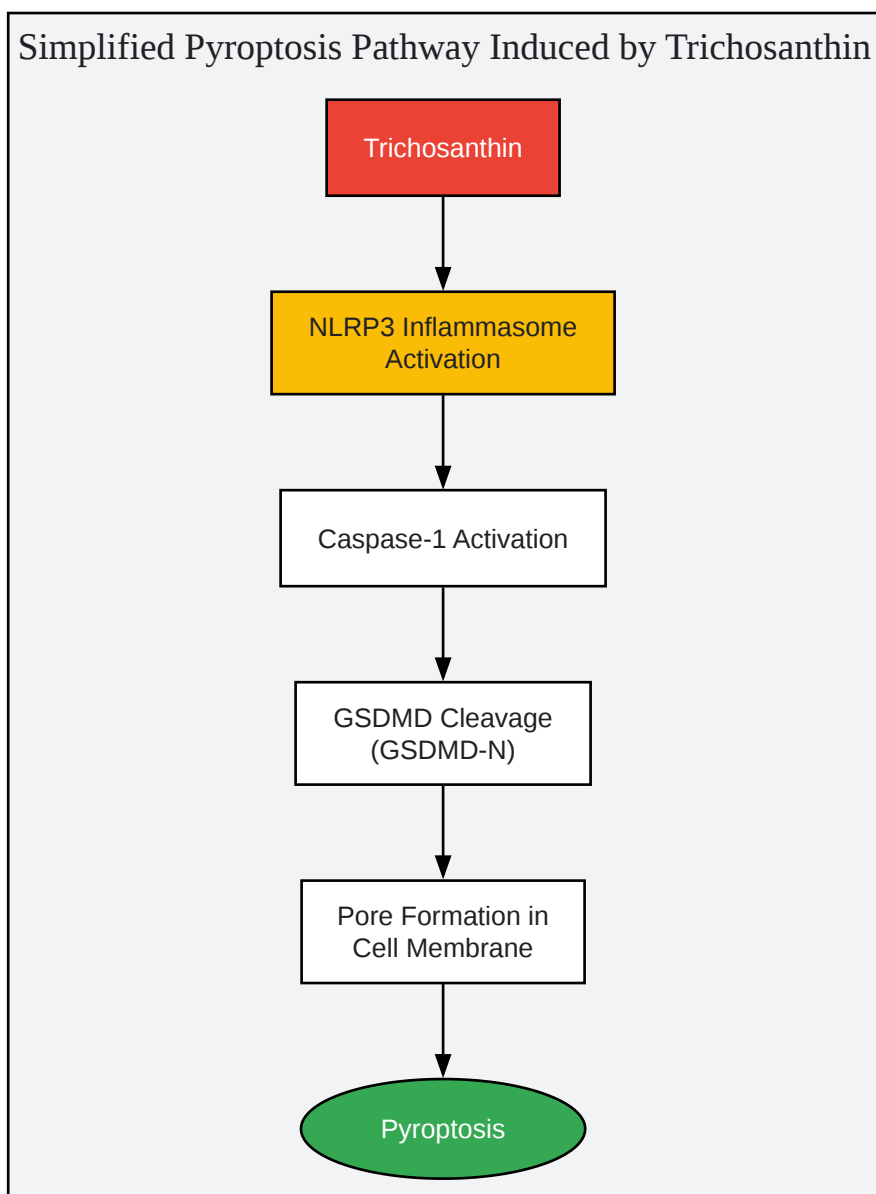 Simplified Pyroptosis Pathway Induced by Trichosanthin
Trichosanthin
NLRP3 Inflammasome
Activation
Caspase-1 Activation
GSDMD Cleavage
(GSDMD-N)
Pore Formation in
Cell Membrane
Pyroptosis